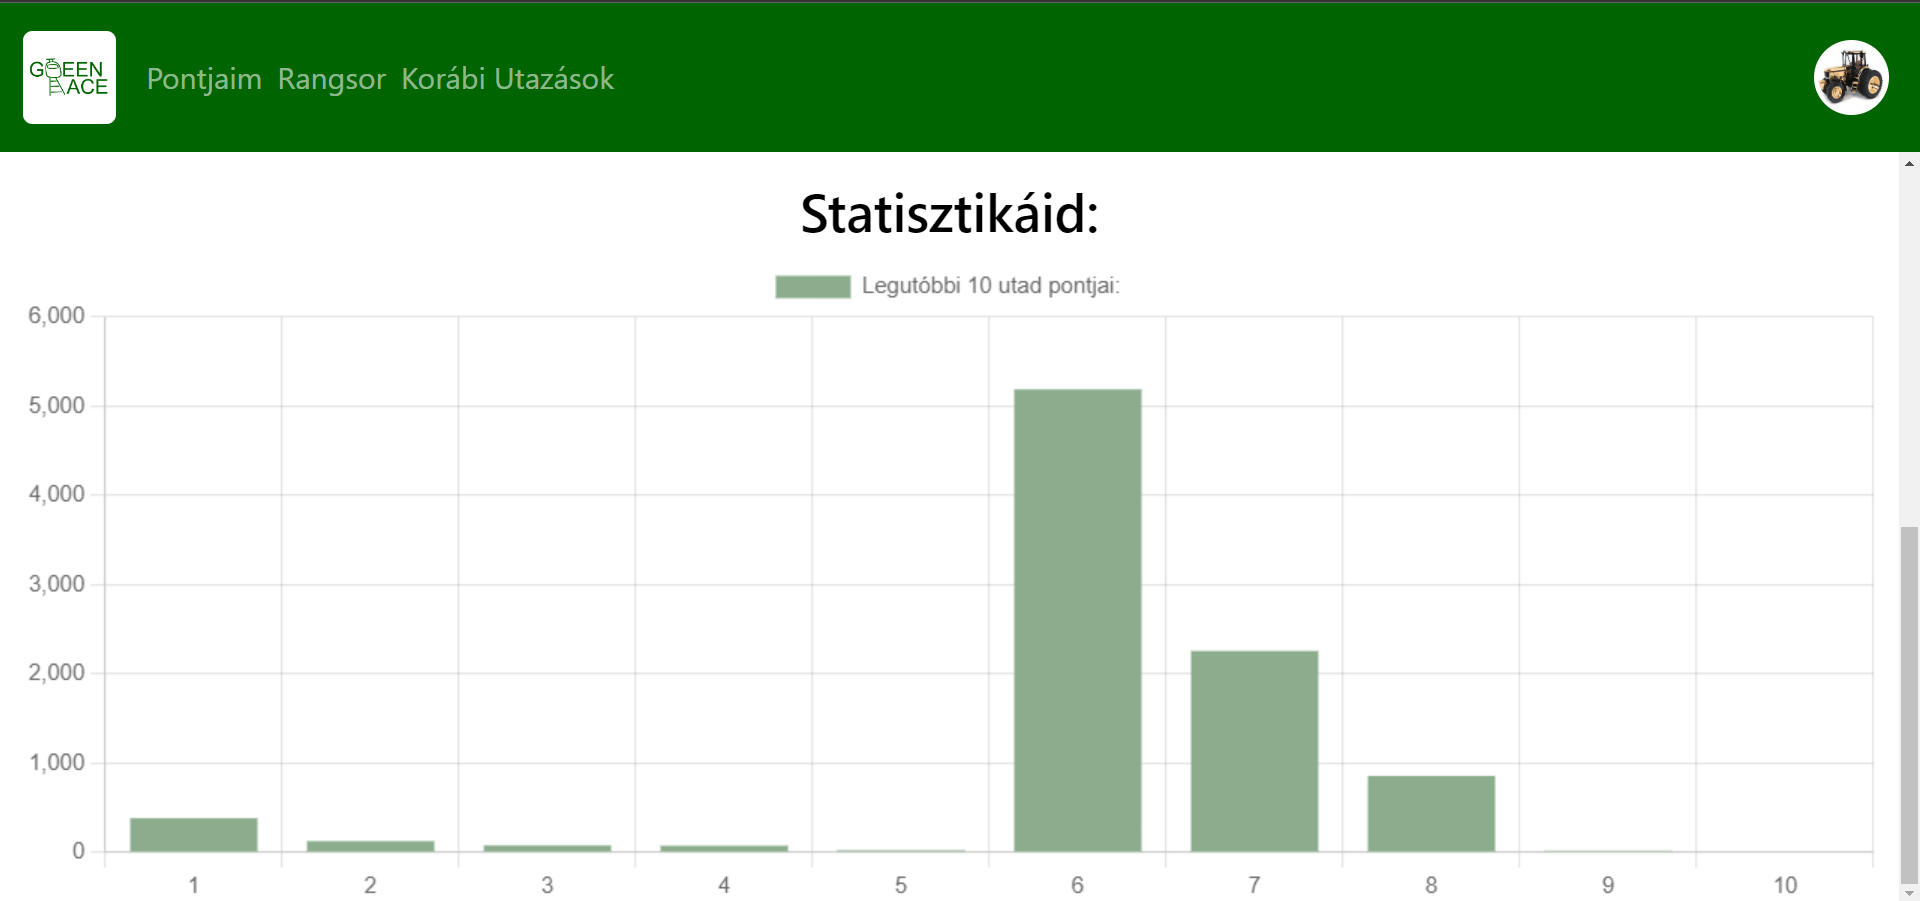 GREEN
RACE
Pontjaim Rangsor Korábi Utazások
Statisztikáid:
Legutóbbi 10 utad pontjai:
6,000
5,000
4,000
3,000
2,000
1,000
0
1 2 3 4 5 6 7 8 9 10